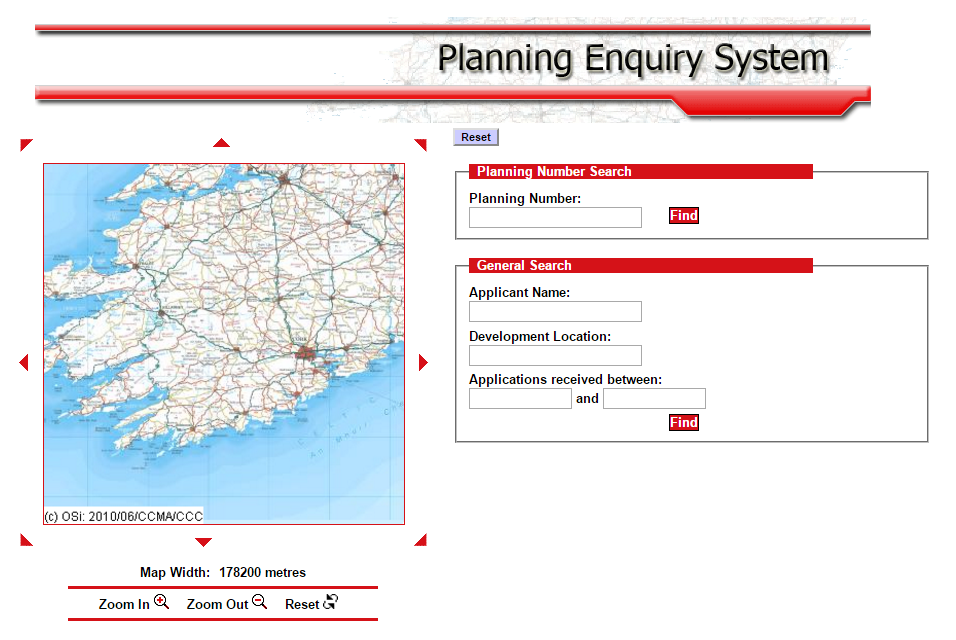 Planning Enquiry System
Reset
Planning Number Search
Planning Number:
Find
General Search
Applicant Name:
Development Location:
Applications received between:
and
Find
(c) OSi: 2010/06/CCMA/CCC
Map Width: 178200 metres
Zoom In Zoom Out Reset